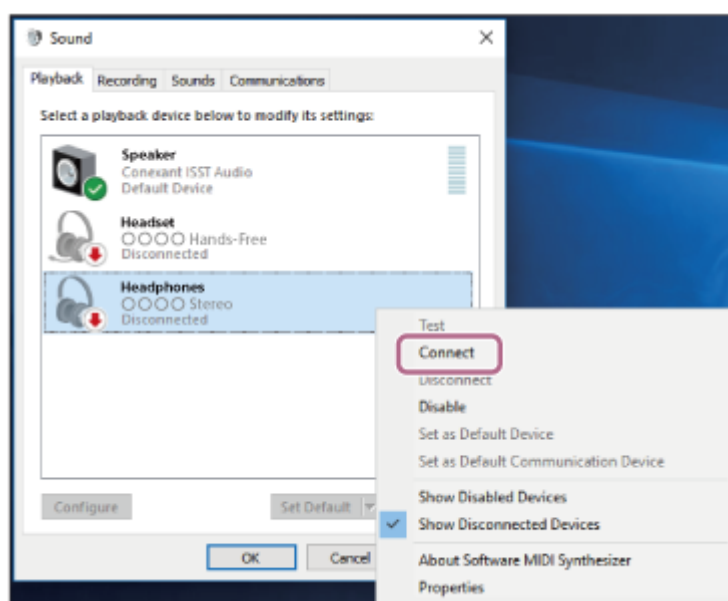 Sound
Playback Recording Sounds Communications
Select a playback device below to modify its settings:
Speaker
Conexant ISST Audio
Default Device
Headset
○○○○ Hands-Free
Disconnected
Headphones
○○○○ Stereo
Disconnected
Test
Connect
Disconnect
Disable
Set as Default Device
Set as Default Communication Device
Show Disabled Devices
Show Disconnected Devices
About Software MIDI Synthesizer
Properties
Configure Set Default
OK Cancel